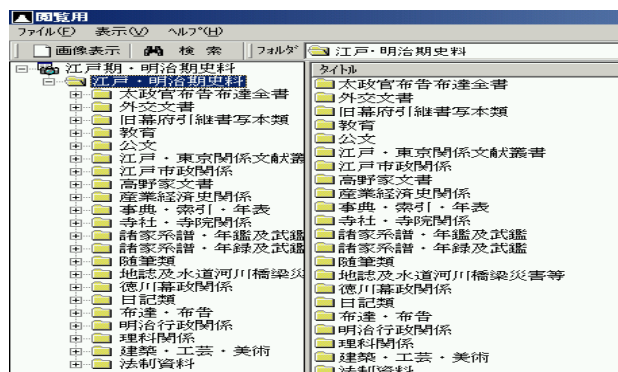 閲覧用
ファイル(F) 表示(V) ヘルプ(H)
画像表示 検索 フォルダ 江戸・明治期史料
江戸期・明治期史料
江戸・明治期史料
太政官布告布達全書
外交文書
旧幕府引継書写本類
教育
公文
江戸・東京関係文献叢
江戸市政関係
高野家文書
産業経済史関係
事典・索引・年表
寺社・寺院関係
諸家系譜・年鑑及武鑑
諸家系譜・年録及武鑑
随筆類
地誌及水道河川橋梁災
徳川幕政関係
日記類
布達・布告
明治行政関係
理科関係
建築・工芸・美術
法制資料
タイトル
太政官布告布達全書
外交文書
旧幕府引継書写本類
教育
公文
江戸・東京関係文献叢書
江戸市政関係
高野家文書
産業経済史関係
事典・索引・年表
寺社・寺院関係
諸家系譜・年鑑及武鑑
諸家系譜・年録及武鑑
随筆類
地誌及水道河川橋梁災害等
徳川幕政関係
日記類
布達・布告
明治行政関係
理科関係
建築・工芸・美術
法制資料